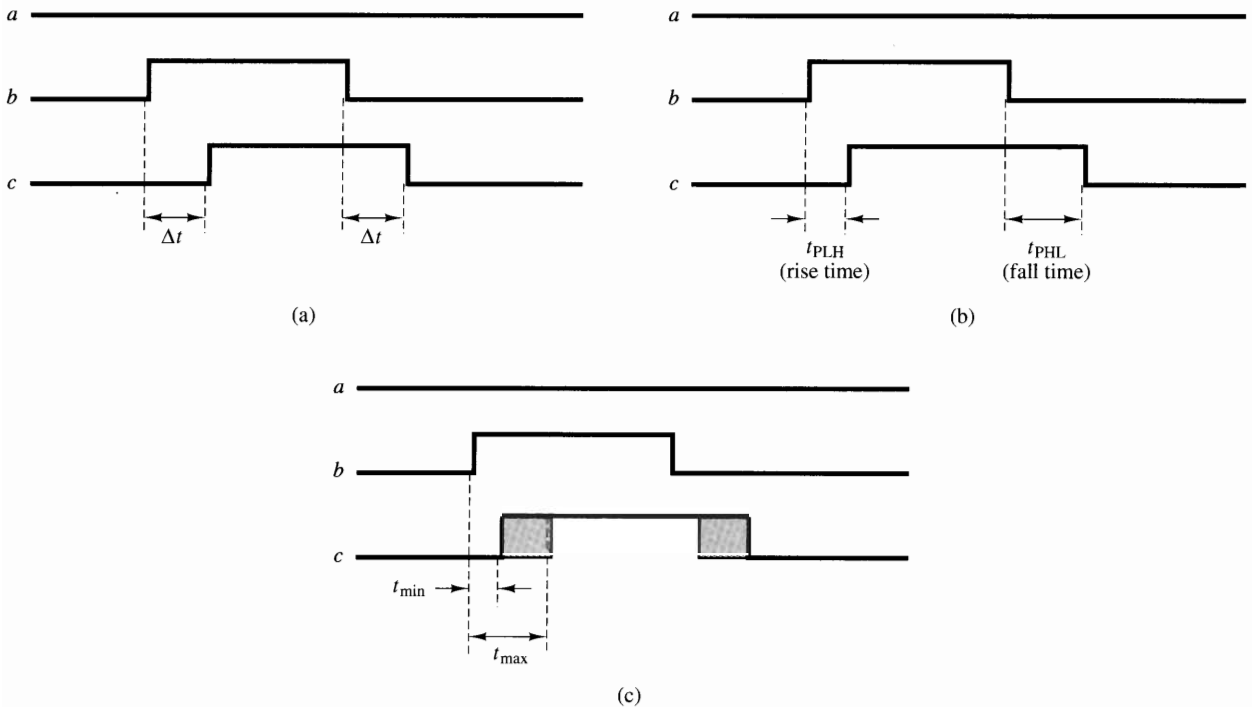 a
b
c
Δt
Δt
(a)
a
b
c
tPLH
(rise time)
tPHL
(fall time)
(b)
a
b
c
tmin
tmax
(c)